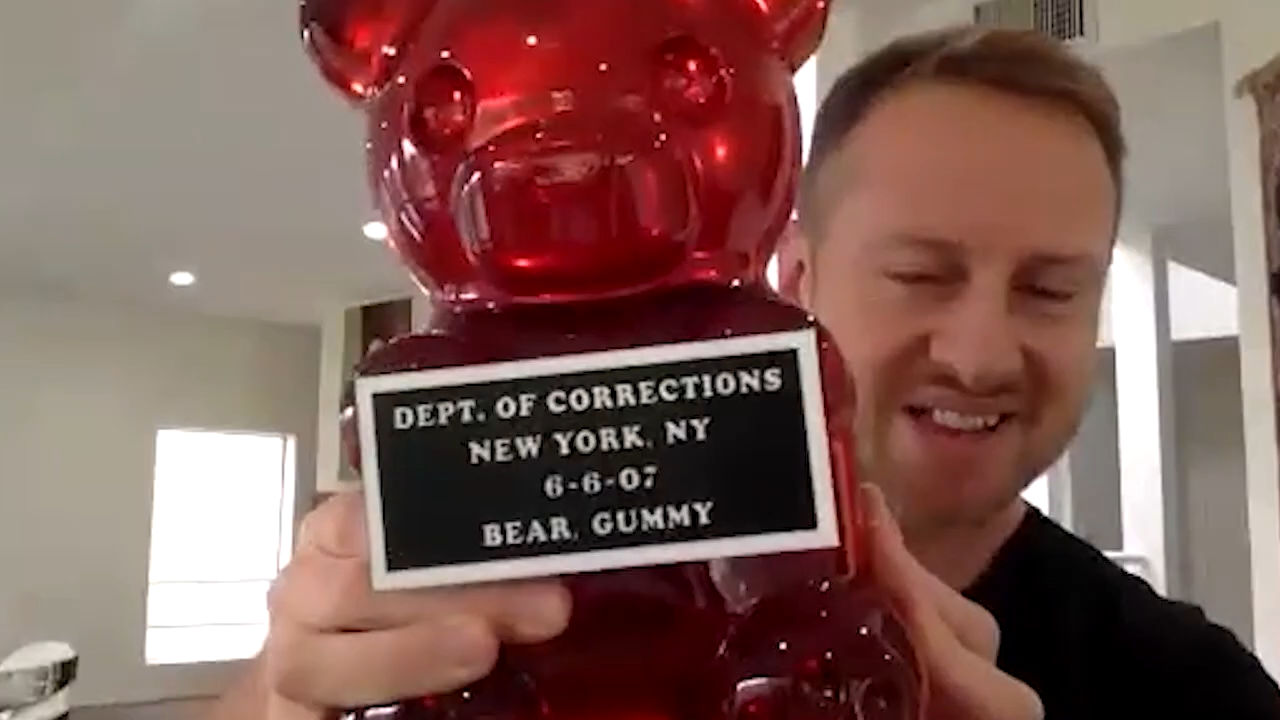 DEPT. OF CORRECTIONS
NEW YORK, NY
6-6-07
BEAR, GUMMY